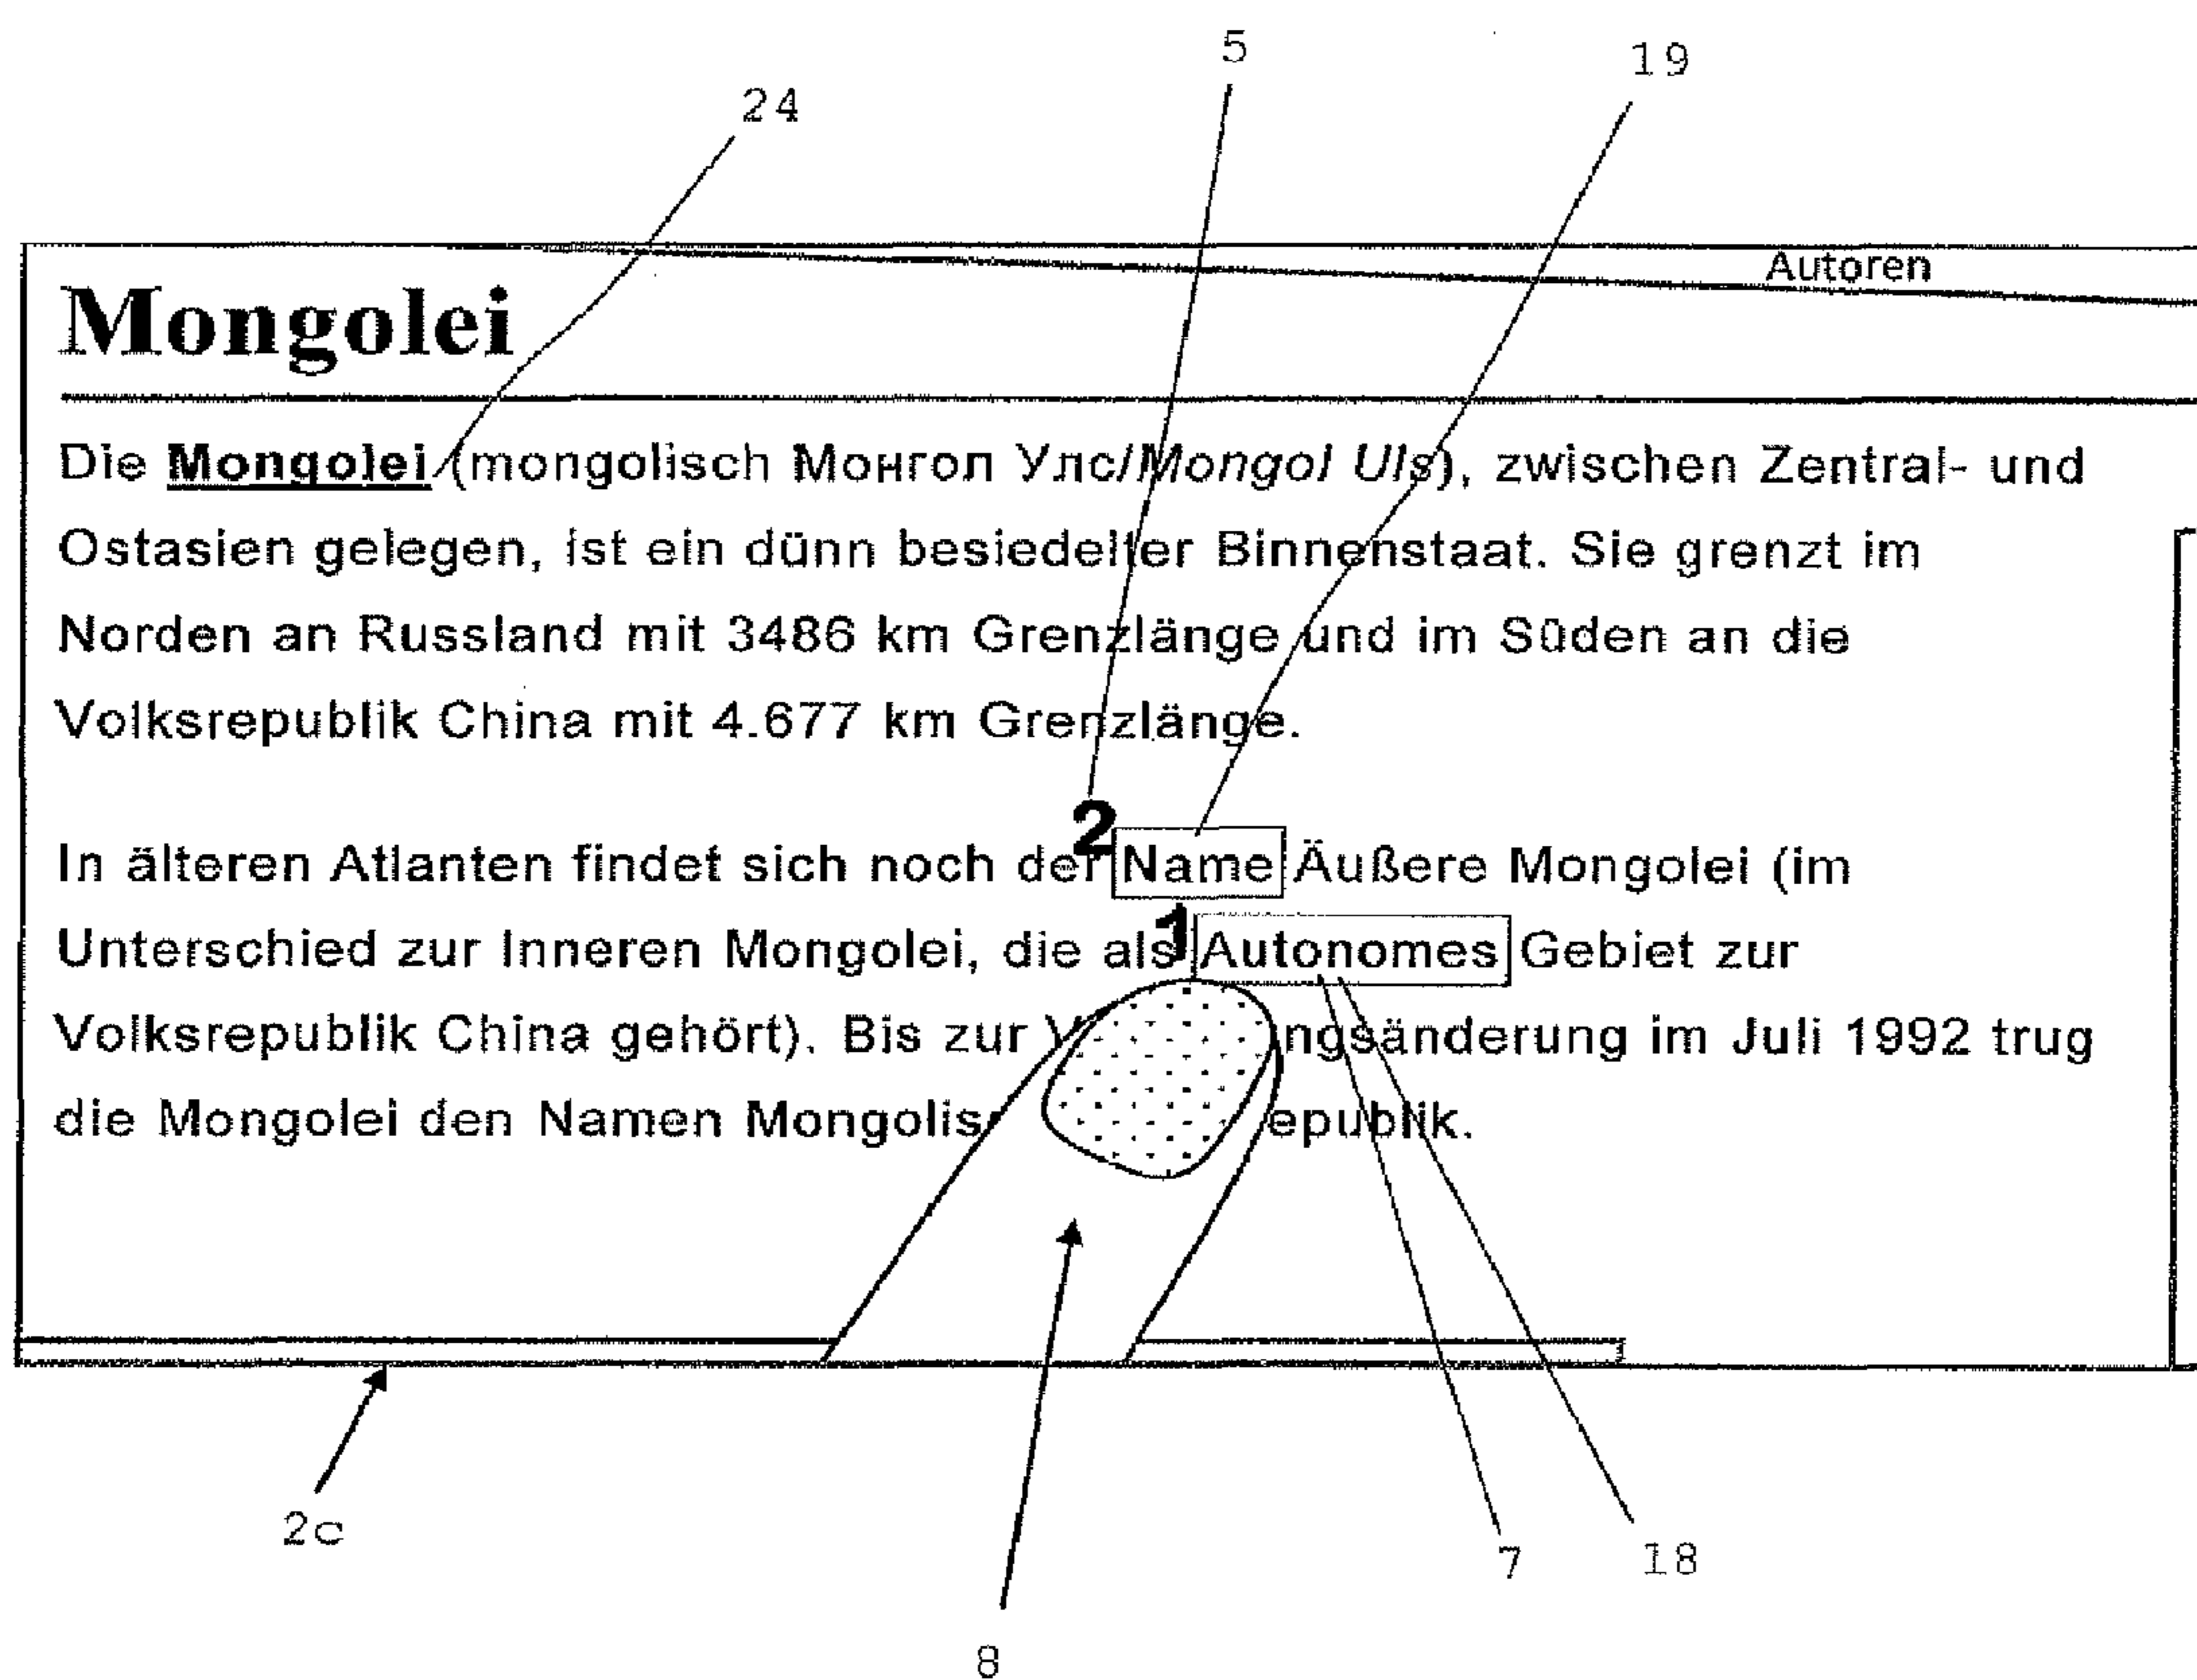 5
19
24
Autoren
Mongolei
Die Mongolei (mongolisch Монгол Улс/Mongol Uls), zwischen Zentral- und
Ostasien gelegen, ist ein dünn besiedelter Binnenstaat. Sie grenzt im
Norden an Russland mit 3486 km Grenzlänge und im Süden an die
Volksrepublik China mit 4.677 km Grenzlänge.
2
In älteren Atlanten findet sich noch der Name Äußere Mongolei (im
1
Unterschied zur Inneren Mongolei, die als Autonomes Gebiet zur
Volksrepublik China gehört). Bis zur V ngsänderung im Juli 1992 trug
die Mongolei den Namen Mongolis epublik.
2c
7
18
8